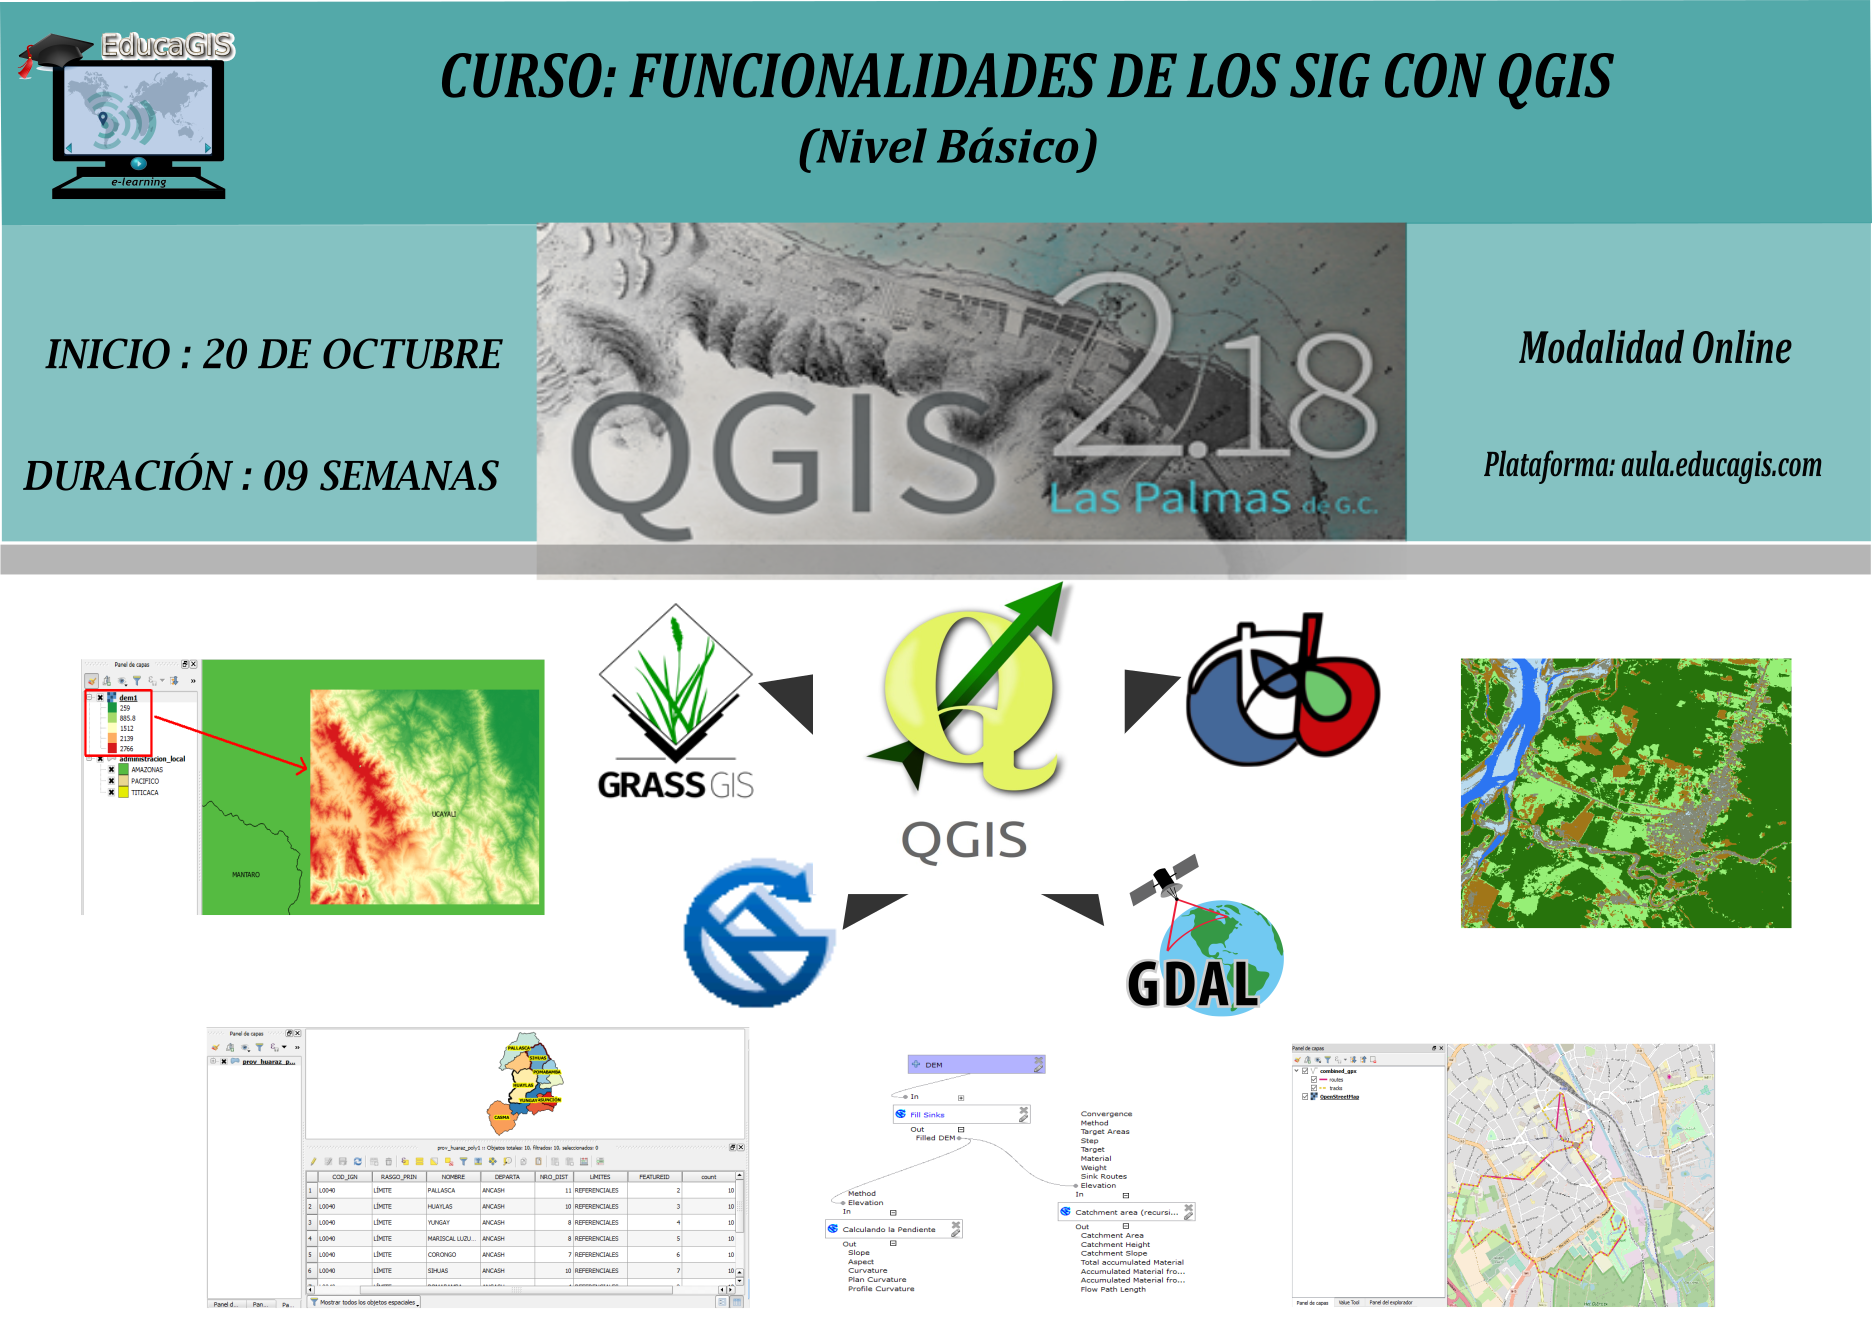 EducaGIS
e-learning
CURSO: FUNCIONALIDADES DE LOS SIG CON QGIS
(Nivel Básico)
INICIO : 20 DE OCTUBRE
DURACIÓN : 09 SEMANAS
QGIS
2.18
Las Palmas de G.C.
Modalidad Online
Plataforma: aula.educagis.com
Panel de capas
dem1
259
885.8
1512
2139
2766
administracion_local
AMAZONAS
PACIFICO
TITICACA
UCAYALI
MANTARO
GRASS GIS
QGIS
GDAL
Panel de capas
prov_huaraz_p...
PALLASCA
SIHUAS
POMABAMBA
HUAYLAS
YUNGAY
ASUNCIÓN
CASMA
prov_huaraz_poly1 :: Objetos totales: 10, filtrados: 10, seleccionados: 0
COD_IGN RASGO_PRIN NOMBRE DEPARTA NRO_DIST LIMITES FEATUREID count
1 L0040 LÍMITE PALLASCA ANCASH 11 REFERENCIALES 2 10
2 L0040 LÍMITE HUAYLAS ANCASH 10 REFERENCIALES 3 10
3 L0040 LÍMITE YUNGAY ANCASH 8 REFERENCIALES 4 10
4 L0040 LÍMITE MARISCAL LUZU... ANCASH 8 REFERENCIALES 5 10
5 L0040 LÍMITE CORONGO ANCASH 7 REFERENCIALES 6 10
6 L0040 LÍMITE SIHUAS ANCASH 10 REFERENCIALES 7 10
Panel d... Pan... Pa...
Mostrar todos los objetos espaciales
DEM
In
Fill Sinks
Out
Filled DEM
Method
Elevation
In
Calculando la Pendiente
Out
Slope
Aspect
Curvature
Plan Curvature
Profile Curvature
Convergence
Method
Target Areas
Step
Target
Material
Weight
Sink Routes
Elevation
In
Catchment area (recursi...
Out
Catchment Area
Catchment Height
Catchment Slope
Total accumulated Material
Accumulated Material fro...
Accumulated Material fro...
Flow Path Length
Panel de capas
combined_gps
routes
tracks
OpenStreetMap
Panel de capas Value Tool Panel del explorador